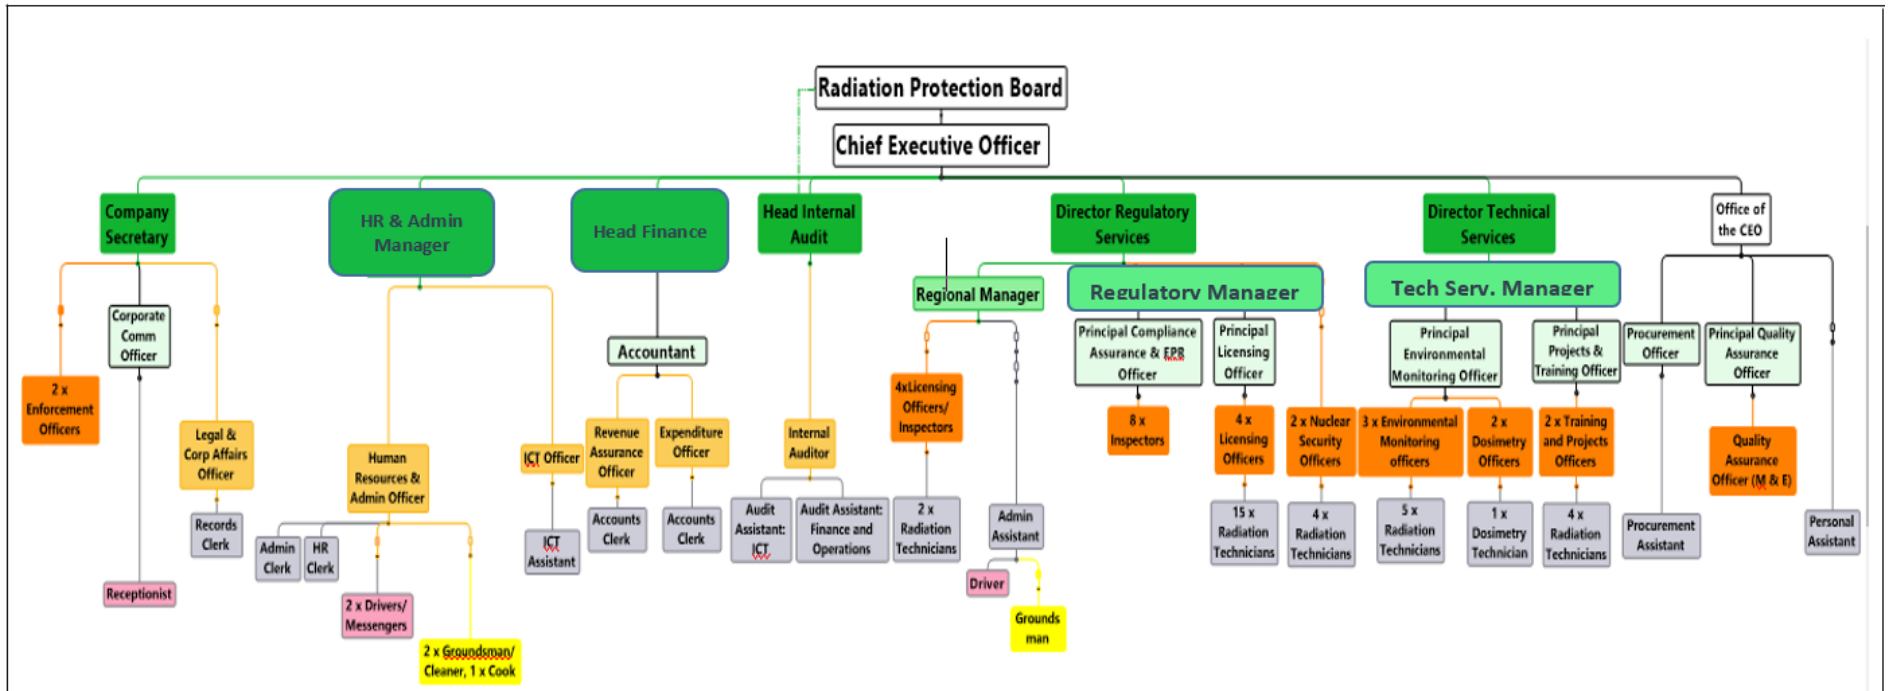 Radiation Protection Board
Chief Executive Officer
Company
Secretary
HR & Admin
Manager
Head Finance
Head Internal
Audit
Director Regulatory
Services
Director Technical
Services
Office of
the CEO
Regional Manager
Regulatory Manager
Tech Serv. Manager
Corporate
Comm
Officer
Accountant
Principal Compliance
Assurance & EPR
Officer
Principal
Licensing
Officer
Principal
Environmental
Monitoring Officer
Principal
Projects &
Training Officer
Procurement
Officer
Principal Quality
Assurance
Officer
2 x
Enforcement
Officers
Legal &
Corp Affairs
Officer
Human
Resources &
Admin Officer
ICT Officer
Revenue
Assurance
Officer
Expenditure
Officer
Internal
Auditor
4xLicensing
Officers/
Inspectors
8 x
Inspectors
4 x
Licensing
Officers
2 x Nuclear
Security
Officers
3 x Environmental
Monitoring
officers
2 x
Dosimetry
Officers
2 x Training
and Projects
Officers
Quality
Assurance
Officer (M & E)
Records
Clerk
Admin
Clerk
HR
Clerk
ICT
Assistant
Accounts
Clerk
Accounts
Clerk
Audit
Assistant:
ICT
Audit Assistant:
Finance and
Operations
2 x
Radiation
Technicians
Admin
Assistant
15 x
Radiation
Technicians
4 x
Radiation
Technicians
5 x
Radiation
Technicians
1 x
Dosimetry
Technician
4 x
Radiation
Technicians
Procurement
Assistant
Personal
Assistant
Receptionist
2 x Drivers/
Messengers
Driver
2 x Groundsman/
Cleaner, 1 x Cook
Grounds
man